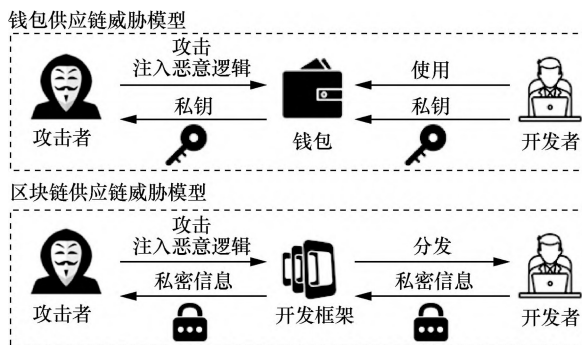 钱包供应链威胁模型
攻击
注入恶意逻辑
使用
私钥
私钥
攻击者
钱包
开发者
区块链供应链威胁模型
攻击
注入恶意逻辑
分发
私密信息
私密信息
攻击者
开发框架
开发者